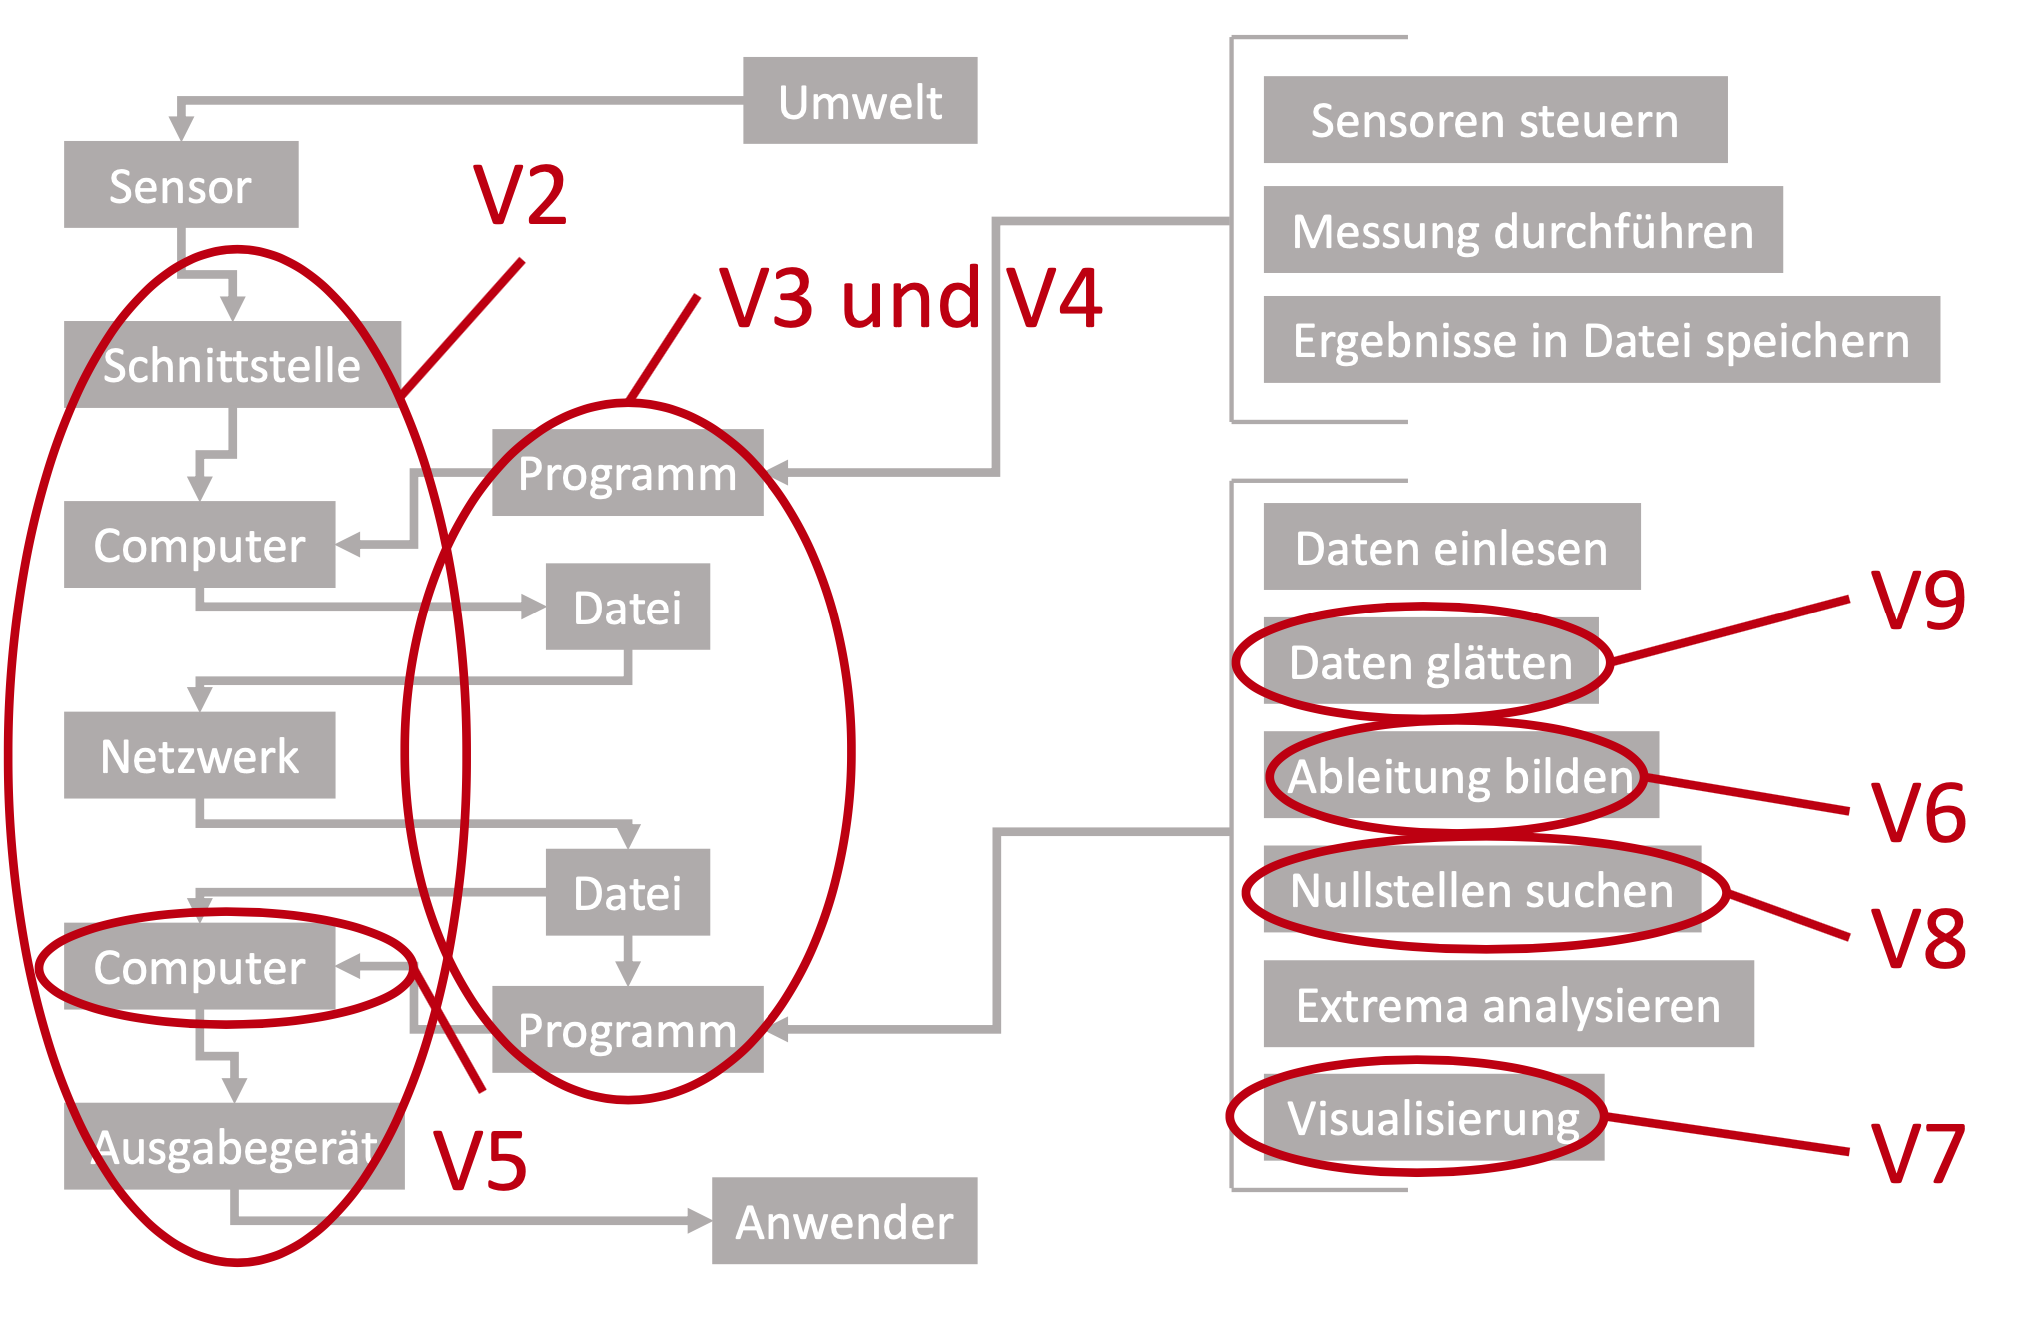 Umwelt
Sensor
V2
V3 und V4
Schnittstelle
Programm
Computer
Datei
Netzwerk
Datei
Computer
Programm
Ausgabegerät
V5
Anwender
Sensoren steuern
Messung durchführen
Ergebnisse in Datei speichern
Daten einlesen
V9
Daten glätten
Ableitung bilden
V6
Nullstellen suchen
V8
Extrema analysieren
Visualisierung
V7